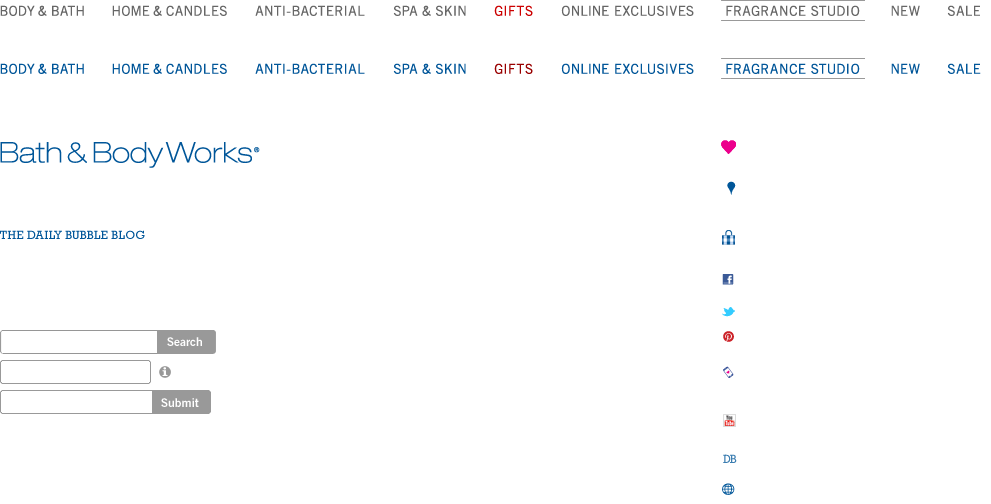 BODY & BATH HOME & CANDLES ANTI-BACTERIAL SPA & SKIN GIFTS ONLINE EXCLUSIVES FRAGRANCE STUDIO NEW SALE
BODY & BATH HOME & CANDLES ANTI-BACTERIAL SPA & SKIN GIFTS ONLINE EXCLUSIVES FRAGRANCE STUDIO NEW SALE
Bath & Body Works®
THE DAILY BUBBLE BLOG
f
Search
i
Submit
You Tube
DB